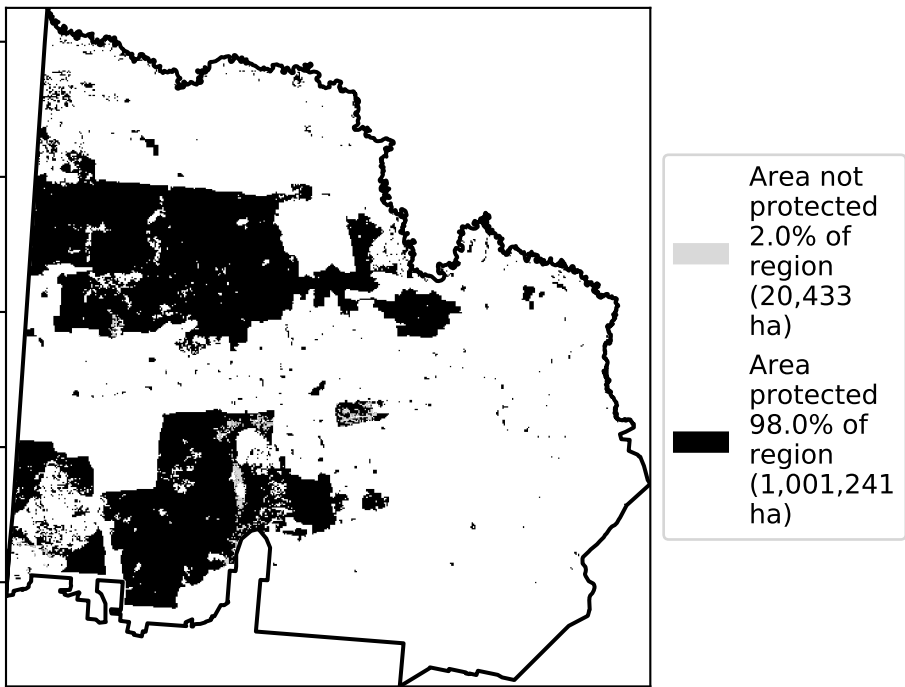 Area not
protected
2.0% of
region
(20,433
ha)
Area
protected
98.0% of
region
(1,001,241
ha)